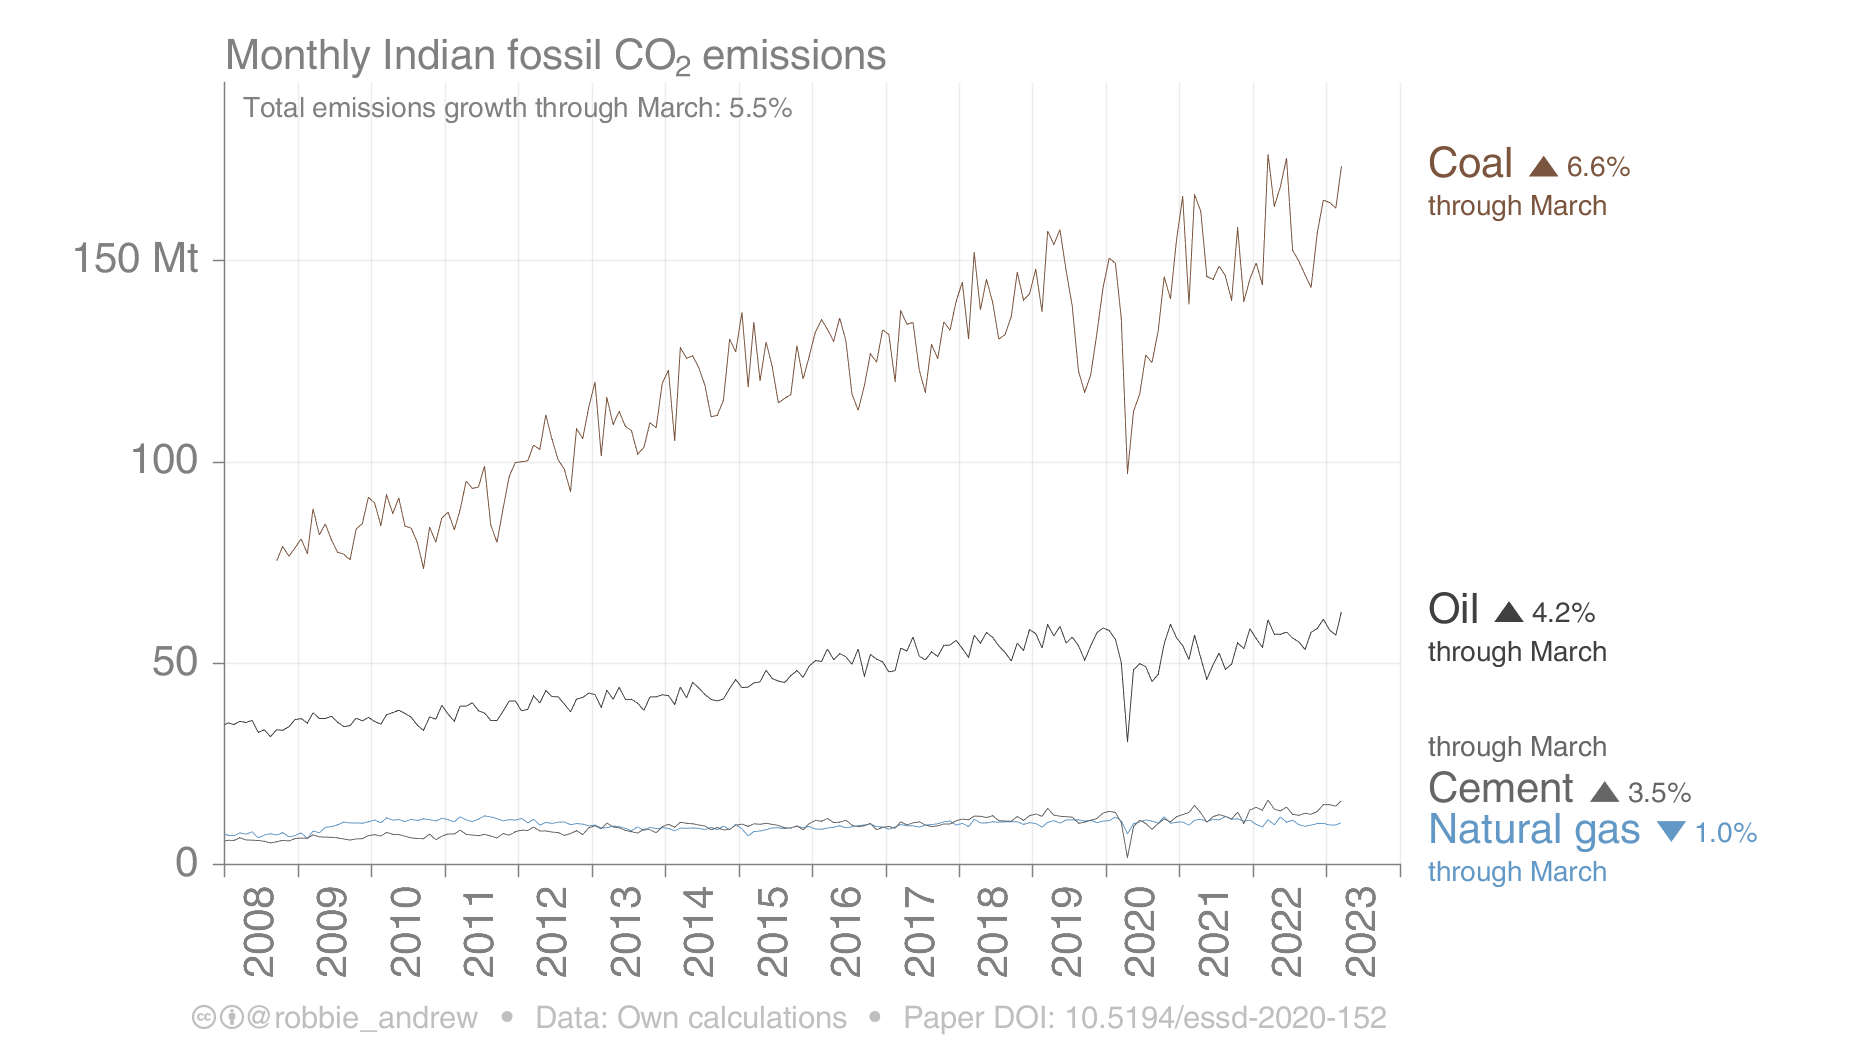 Monthly Indian fossil CO₂ emissions
Total emissions growth through March: 5.5%
150 Mt
100
50
0
2008
2009
2010
2011
2012
2013
2014
2015
2016
2017
2018
2019
2020
2021
2022
2023
Coal ▲ 6.6%
through March
Oil ▲ 4.2%
through March
through March
Cement ▲ 3.5%
Natural gas ▼ 1.0%
through March
@robbie_andrew • Data: Own calculations • Paper DOI: 10.5194/essd-2020-152